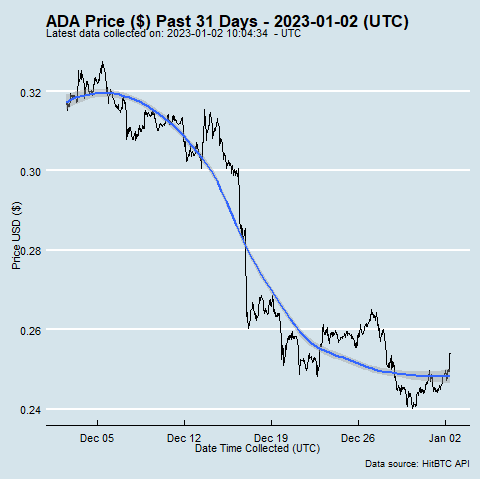 ADA Price ($) Past 31 Days - 2023-01-02 (UTC)
Latest data collected on: 2023-01-02 10:04:34 - UTC
Price USD ($)
0.32
0.30
0.28
0.26
0.24
Dec 05 Dec 12 Dec 19 Dec 26 Jan 02
Date Time Collected (UTC)
Data source: HitBTC API